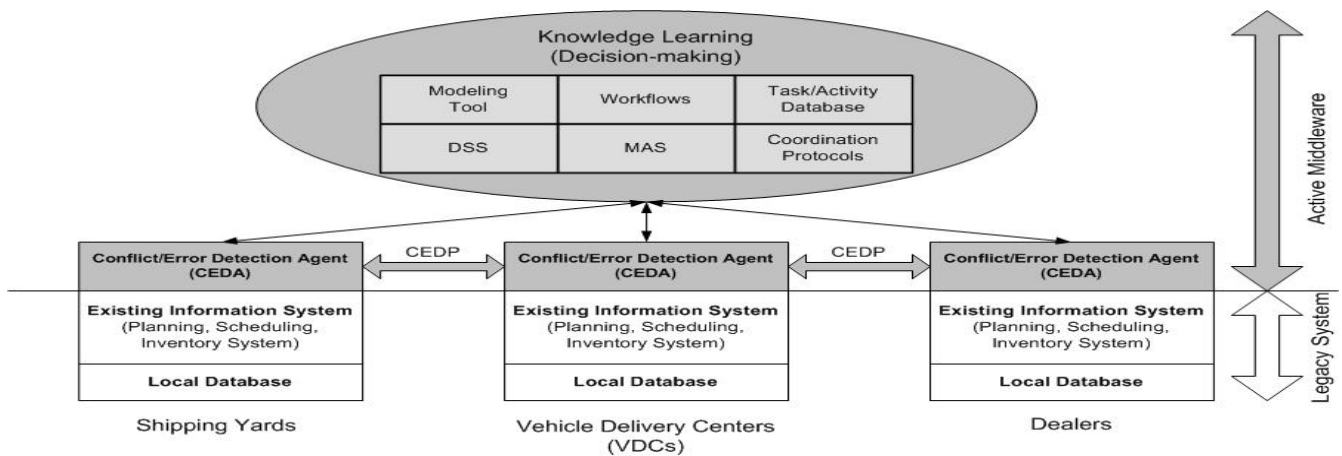 Knowledge Learning
(Decision-making)
Modeling
Tool
Workflows
Task/Activity
Database
DSS
MAS
Coordination
Protocols
Active Middleware
Conflict/Error Detection Agent
(CEDA)
CEDP
Conflict/Error Detection Agent
(CEDA)
CEDP
Conflict/Error Detection Agent
(CEDA)
Existing Information System
(Planning, Scheduling,
Inventory System)
Existing Information System
(Planning, Scheduling,
Inventory System)
Existing Information System
(Planning, Scheduling,
Inventory System)
Legacy System
Local Database
Local Database
Local Database
Shipping Yards
Vehicle Delivery Centers
(VDCs)
Dealers